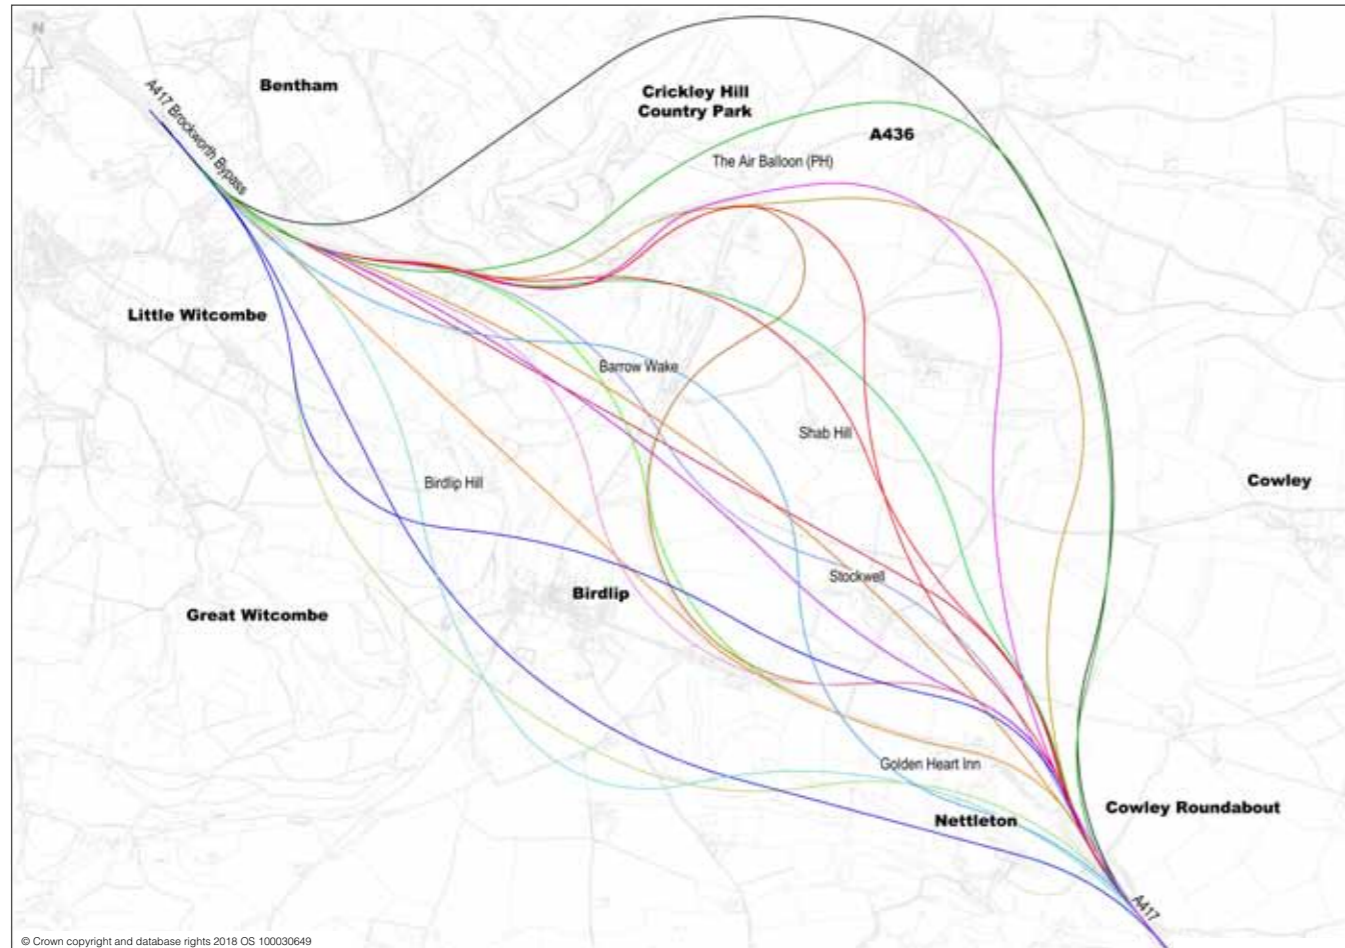 N
Bentham
A417 Brockworth Bypass
Crickley Hill
Country Park
A436
The Air Balloon (PH)
Little Witcombe
Barrow Wake
Shab Hill
Birdlip Hill
Cowley
Stockwell
Birdlip
Great Witcombe
Golden Heart Inn
Cowley Roundabout
Nettleton
A417
© Crown copyright and database rights 2018 OS 100030649